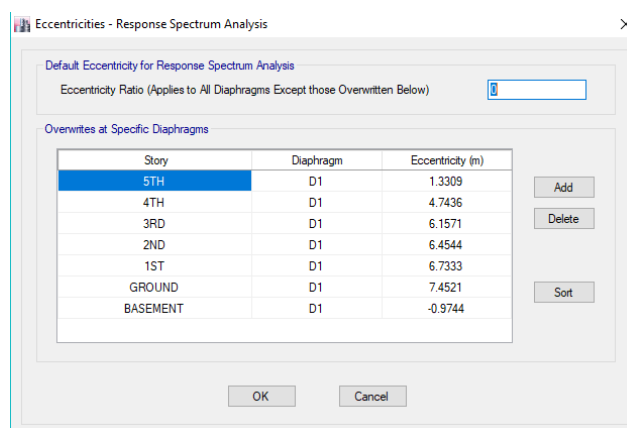 Eccentricities - Response Spectrum Analysis
Default Eccentricity for Response Spectrum Analysis
Eccentricity Ratio (Applies to All Diaphragms Except those Overwritten Below) 0
Overwrites at Specific Diaphragms
Story Diaphragm Eccentricity (m)
5TH D1 1.3309
4TH D1 4.7436
3RD D1 6.1571
2ND D1 6.4544
1ST D1 6.7333
GROUND D1 7.4521
BASEMENT D1 -0.9744
Add
Delete
Sort
OK Cancel